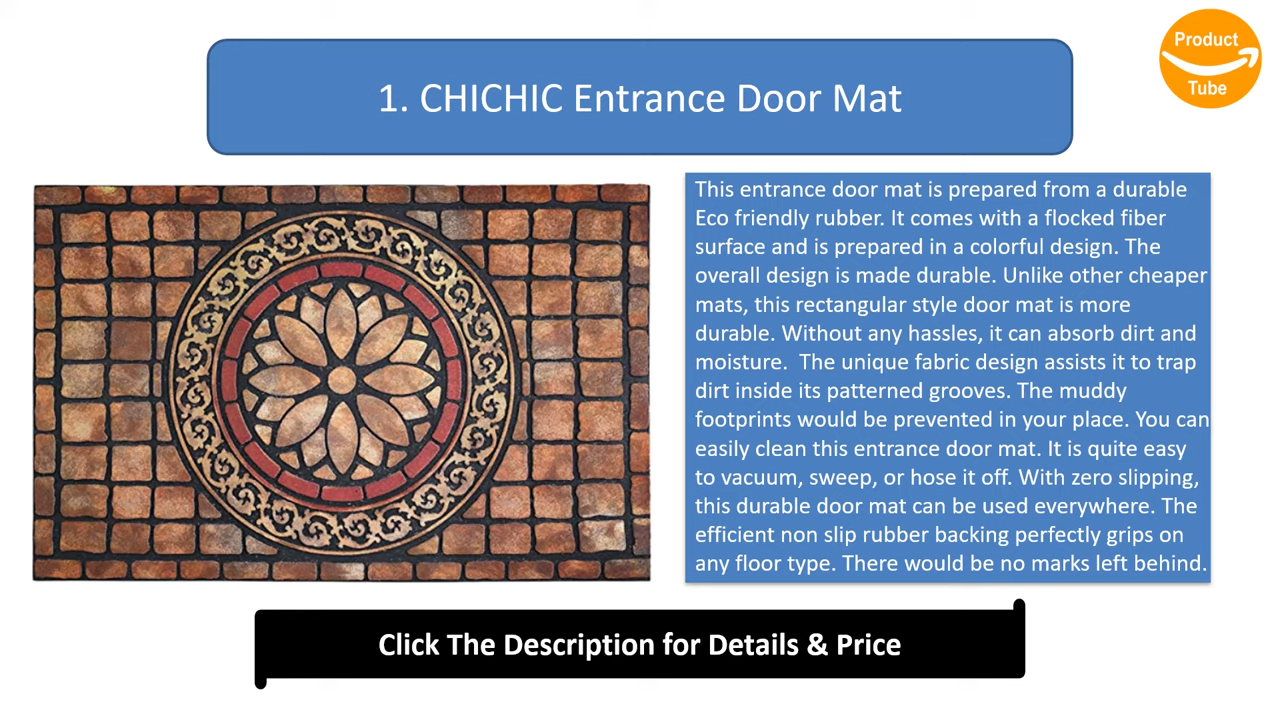 Product
Tube
1. CHICHIC Entrance Door Mat
This entrance door mat is prepared from a durable
Eco friendly rubber. It comes with a flocked fiber
surface and is prepared in a colorful design. The
overall design is made durable. Unlike other cheaper
mats, this rectangular style door mat is more
durable. Without any hassles, it can absorb dirt and
moisture.  The unique fabric design assists it to trap
dirt inside its patterned grooves. The muddy
footprints would be prevented in your place. You can
easily clean this entrance door mat. It is quite easy
to vacuum, sweep, or hose it off. With zero slipping,
this durable door mat can be used everywhere. The
efficient non slip rubber backing perfectly grips on
any floor type. There would be no marks left behind.
Click The Description for Details & Price